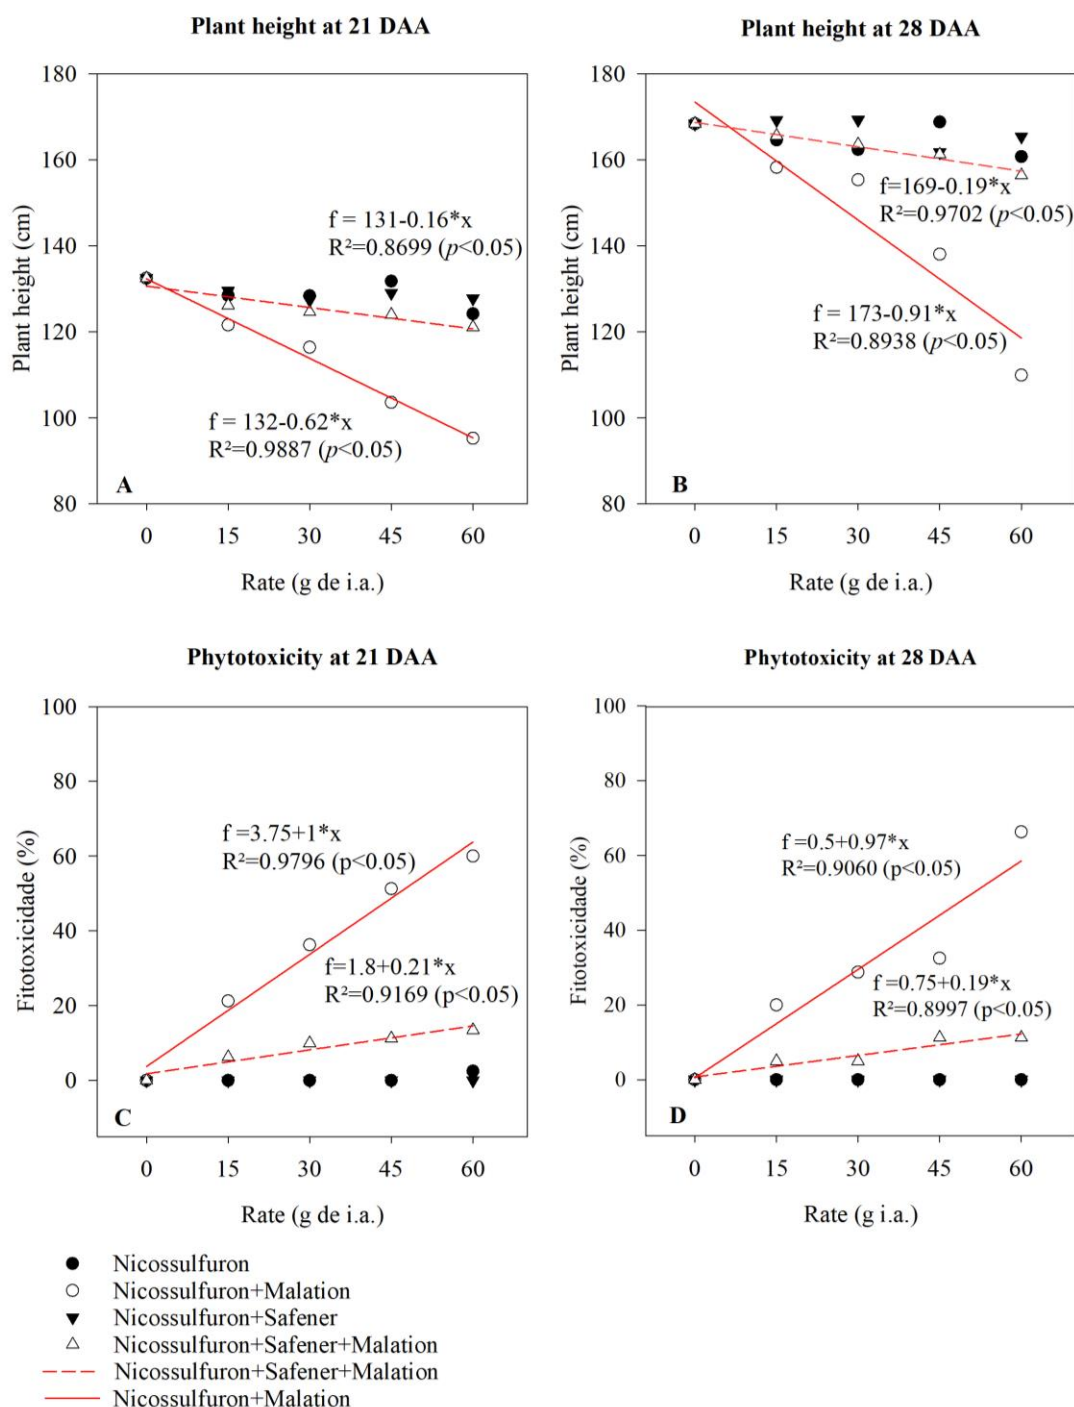 Plant height at 21 DAA
180
160
140
120
100
80
Plant height (cm)
f = 131-0.16*x
R²=0.8699 (p<0.05)
f = 132-0.62*x
R²=0.9887 (p<0.05)
A
0 15 30 45 60
Rate (g de i.a.)
Plant height at 28 DAA
180
160
140
120
100
80
Plant height (cm)
f=169-0.19*x
R²=0.9702 (p<0.05)
f = 173-0.91*x
R²=0.8938 (p<0.05)
B
0 15 30 45 60
Rate (g de i.a.)
Phytotoxicity at 21 DAA
100
80
60
40
20
0
Fitotoxicidade (%)
f =3.75+1*x
R²=0.9796 (p<0.05)
f=1.8+0.21*x
R²=0.9169 (p<0.05)
C
0 15 30 45 60
Rate (g de i.a.)
Phytotoxicity at 28 DAA
100
80
60
40
20
0
Fitotoxicidade (%)
f =0.5+0.97*x
R²=0.9060 (p<0.05)
f =0.75+0.19*x
R²=0.8997 (p<0.05)
D
0 15 30 45 60
Rate (g i.a.)
Nicossulfuron
Nicossulfuron+Malation
Nicossulfuron+Safener
Nicossulfuron+Safener+Malation
Nicossulfuron+Safener+Malation
Nicossulfuron+Malation